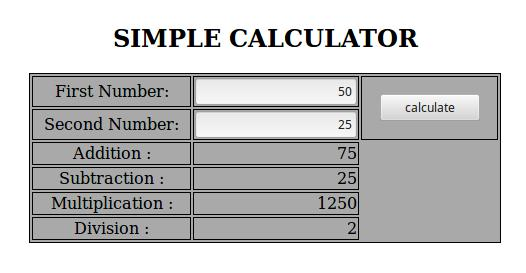 SIMPLE CALCULATOR
First Number: 50
calculate
Second Number: 25
Addition : 75
Subtraction : 25
Multiplication : 1250
Division : 2